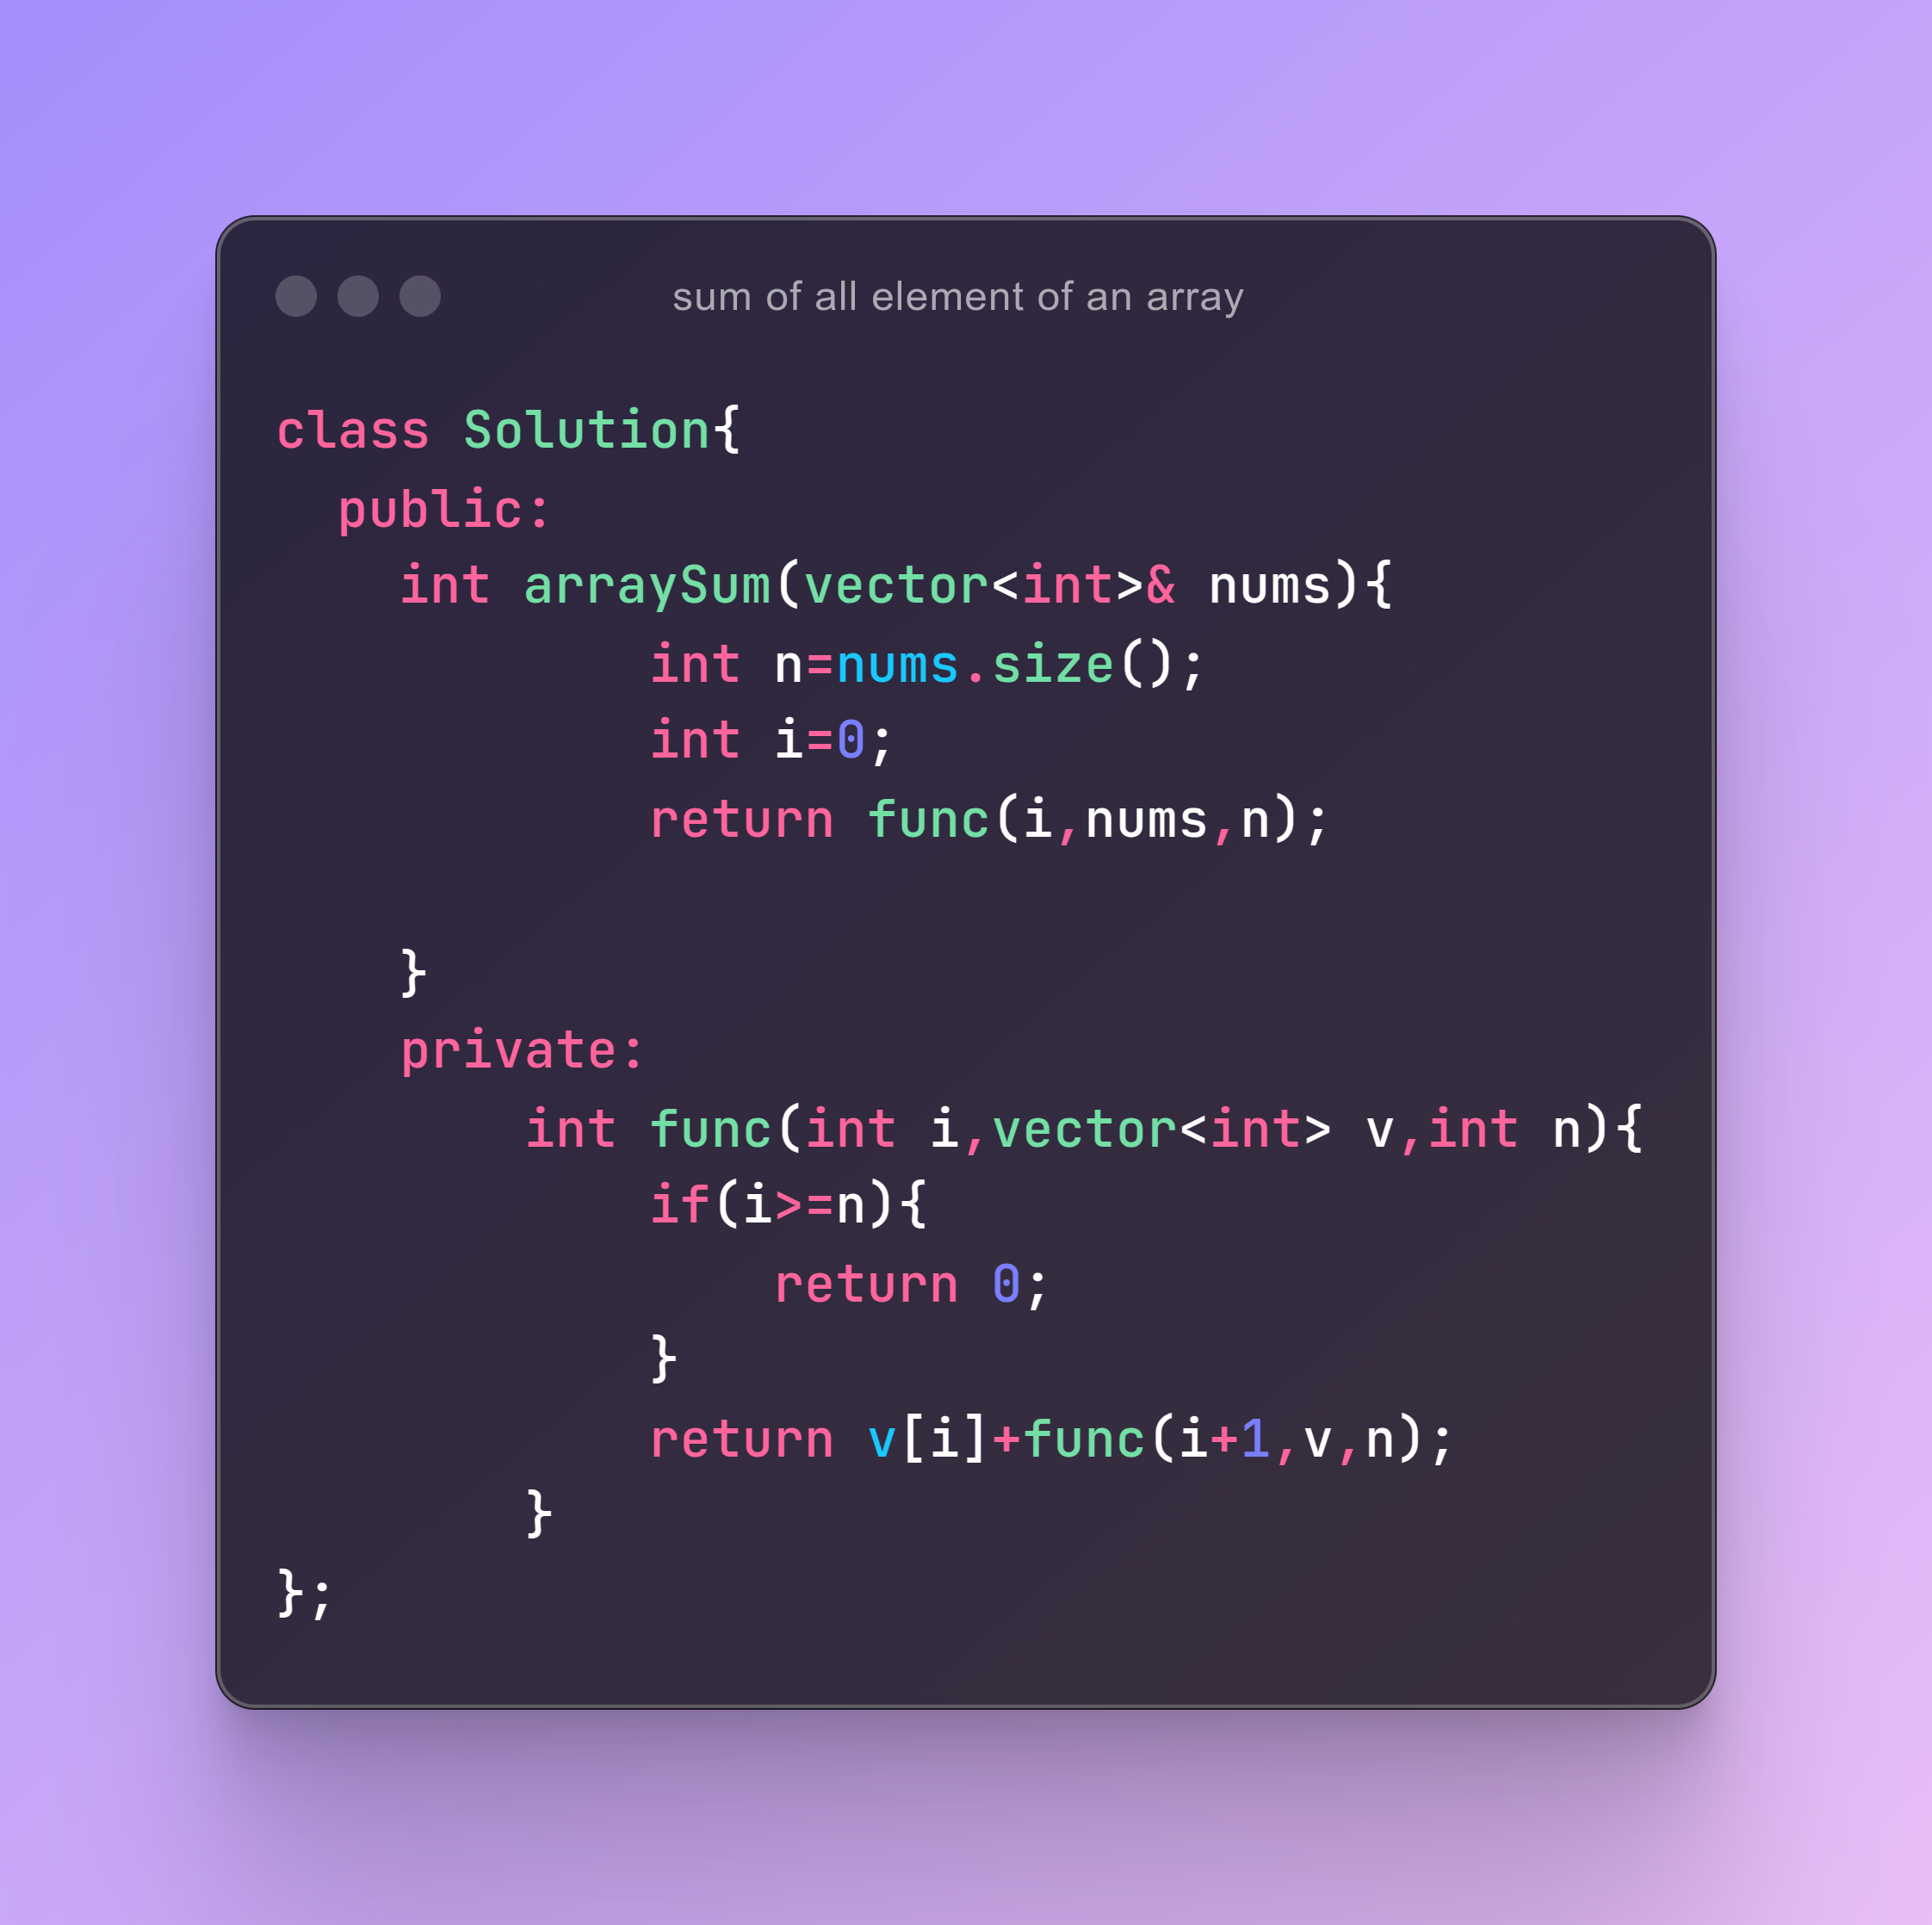 sum of all element of an array
class Solution{
  public:
    int arraySum(vector<int>& nums){
            int n=nums.size();
            int i=0;
            return func(i,nums,n);
    }
    private:
        int func(int i,vector<int> v,int n){
            if(i>=n){
                return 0;
            }
            return v[i]+func(i+1,v,n);
        }
};